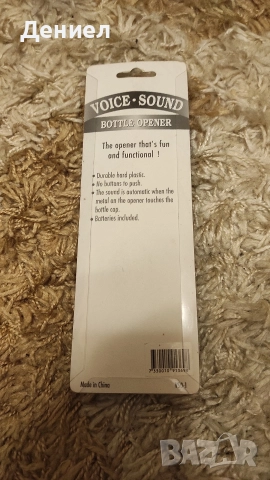 Дениел
VOICE • SOUND
BOTTLE OPENER
The opener that's fun
and functional !
• Durable hard plastic.
• No buttons to push.
• The sound is automatic when the
metal on the opener touches the
bottle cap.
• Batteries included.
Made in China
BAZAR